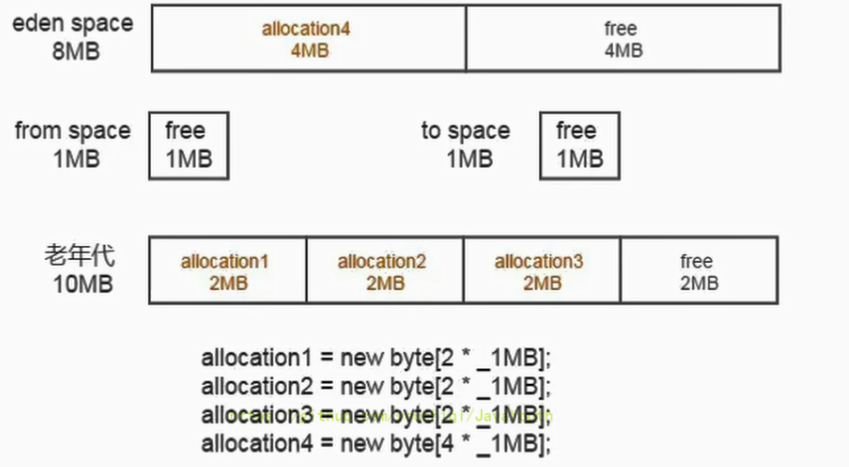 eden space
8MB
allocation4
4MB
free
4MB
from space
1MB
free
1MB
to space
1MB
free
1MB
老年代
10MB
allocation1
2MB
allocation2
2MB
allocation3
2MB
free
2MB
allocation1 = new byte[2 * _1MB];
allocation2 = new byte[2 * _1MB];
allocation3 = new byte[2 * _1MB];
allocation4 = new byte[4 * _1MB];